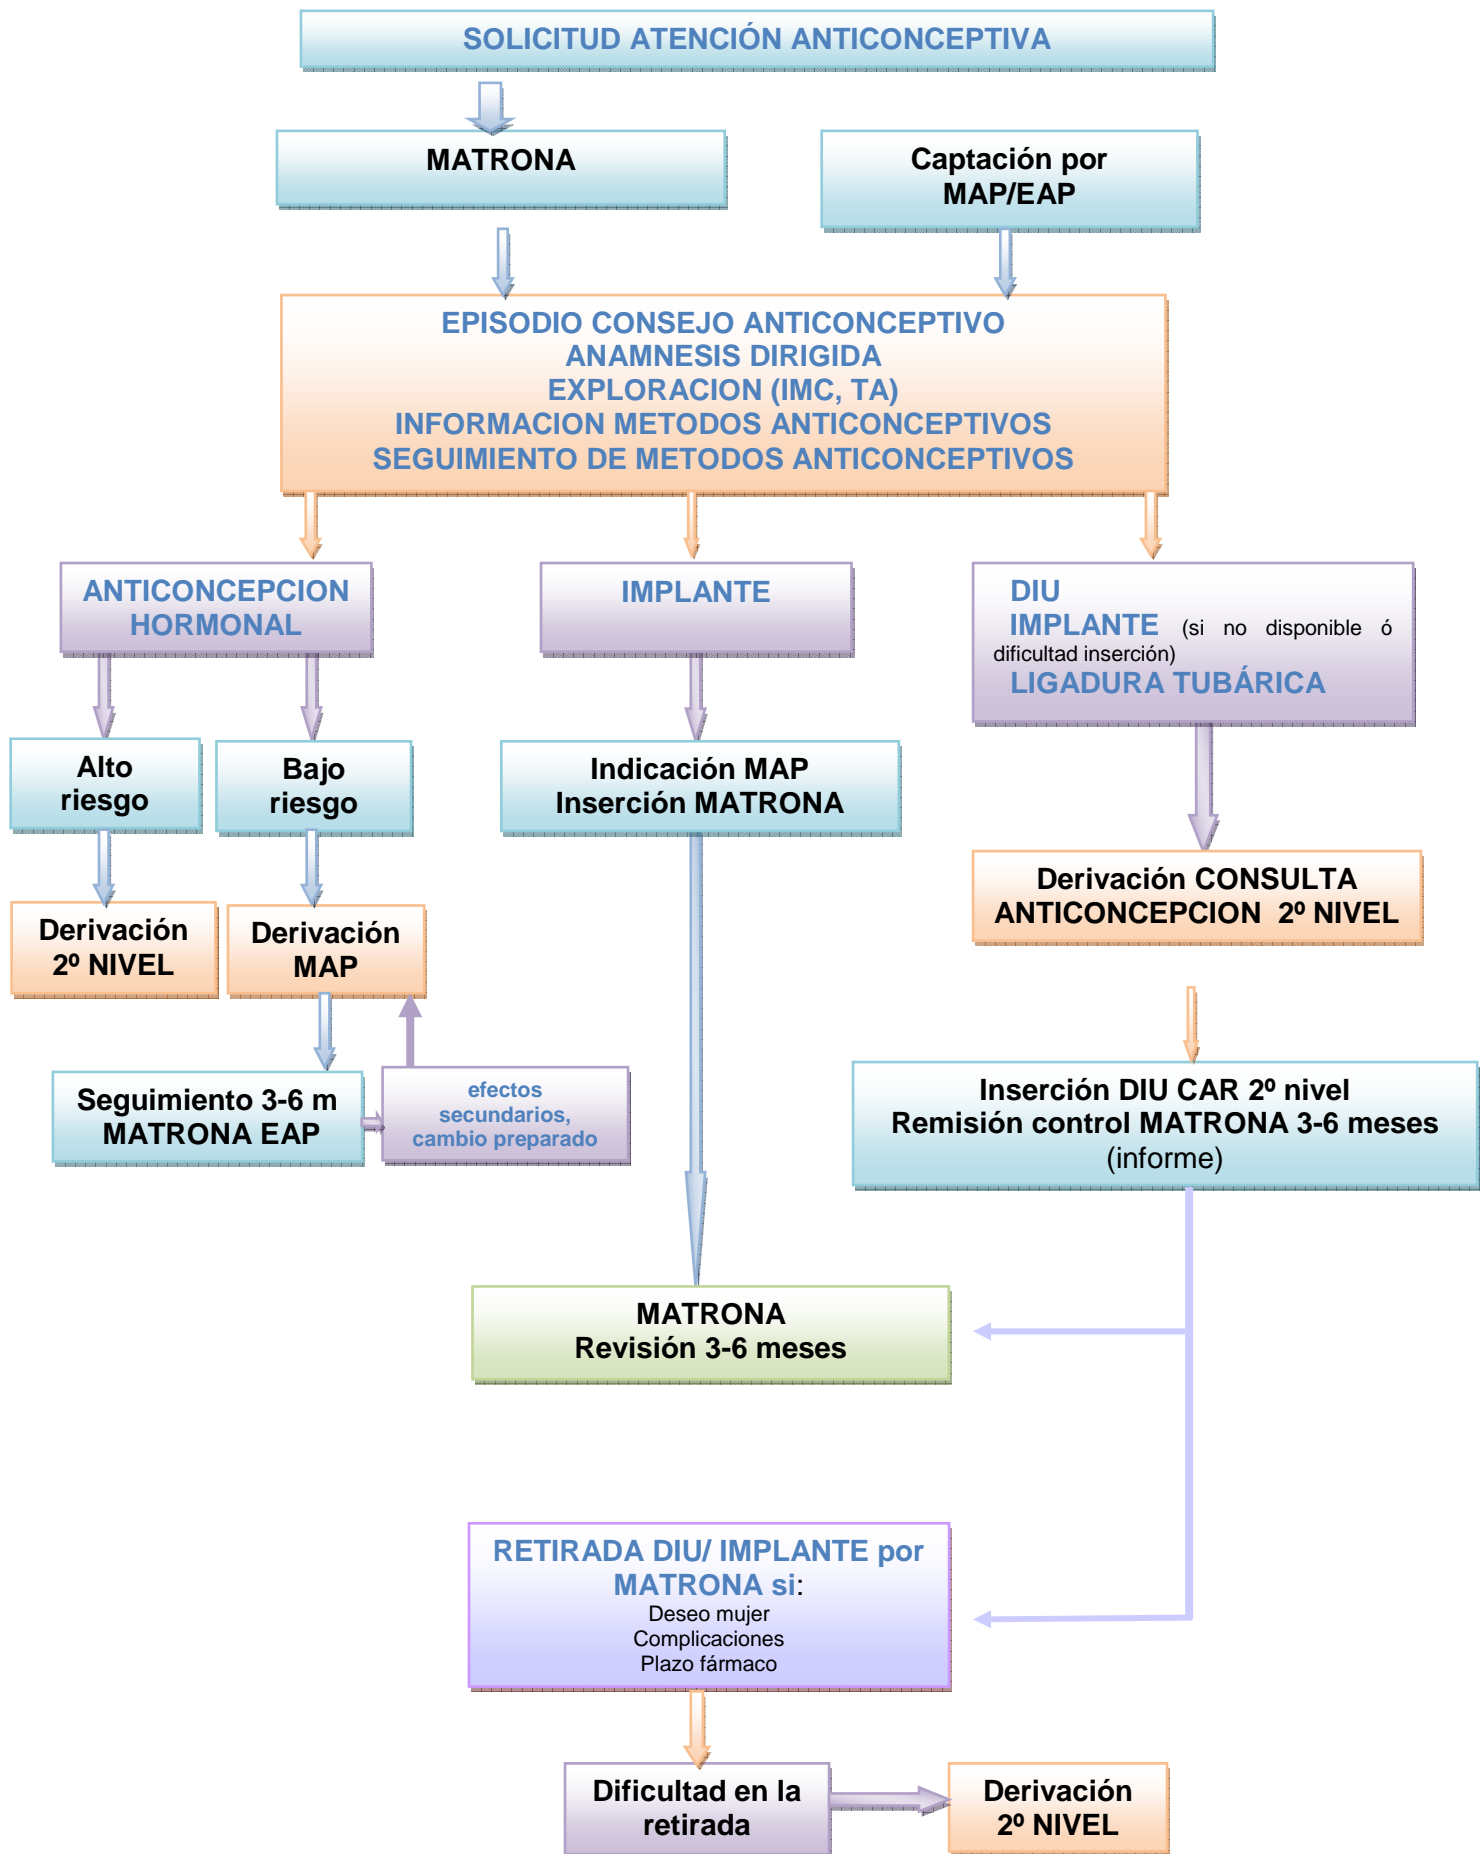 SOLICITUD ATENCIÓN ANTICONCEPTIVA
MATRONA
Captación por
MAP/EAP
EPISODIO CONSEJO ANTICONCEPTIVO
ANAMNESIS DIRIGIDA
EXPLORACION (IMC, TA)
INFORMACION METODOS ANTICONCEPTIVOS
SEGUIMIENTO DE METODOS ANTICONCEPTIVOS
ANTICONCEPCION
HORMONAL
IMPLANTE
DIU
IMPLANTE (si no disponible ó
dificultad inserción)
LIGADURA TUBÁRICA
Alto
riesgo
Bajo
riesgo
Indicación MAP
Inserción MATRONA
Derivación CONSULTA
ANTICONCEPCION 2º NIVEL
Derivación
2º NIVEL
Derivación
MAP
Seguimiento 3-6 m
MATRONA EAP
efectos
secundarios,
cambio preparado
Inserción DIU CAR 2º nivel
Remisión control MATRONA 3-6 meses
(informe)
MATRONA
Revisión 3-6 meses
RETIRADA DIU/ IMPLANTE por
MATRONA si:
Deseo mujer
Complicaciones
Plazo fármaco
Dificultad en la
retirada
Derivación
2º NIVEL